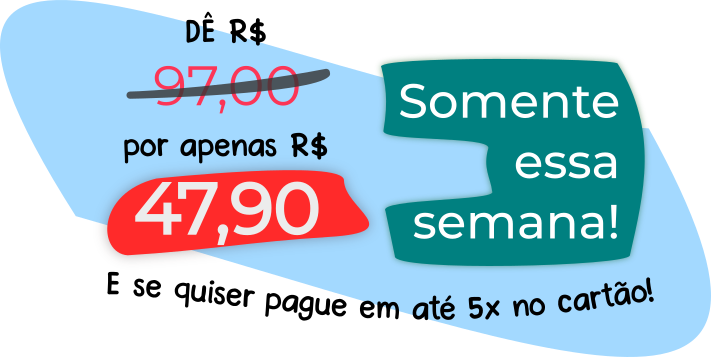 DÊ R$
97,00
por apenas R$
47,90
Somente
essa
semana!
E se quiser pague em até 5x no cartão!